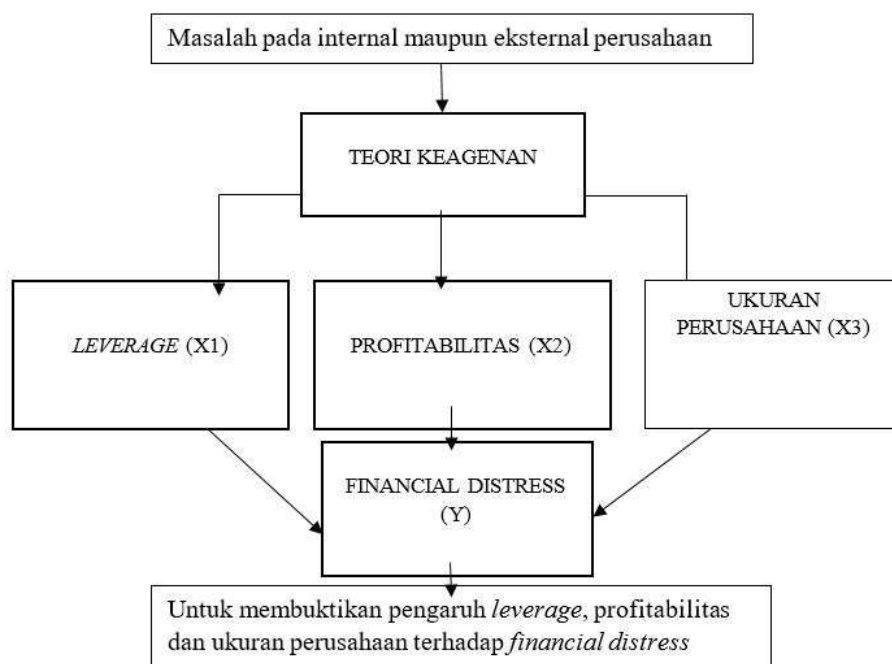 Masalah pada internal maupun eksternal perusahaan
TEORI KEAGENAN
LEVERAGE (X1)
PROFITABILITAS (X2)
UKURAN
PERUSAHAAN (X3)
FINANCIAL DISTRESS
(Y)
Untuk membuktikan pengaruh leverage, profitabilitas
dan ukuran perusahaan terhadap financial distress